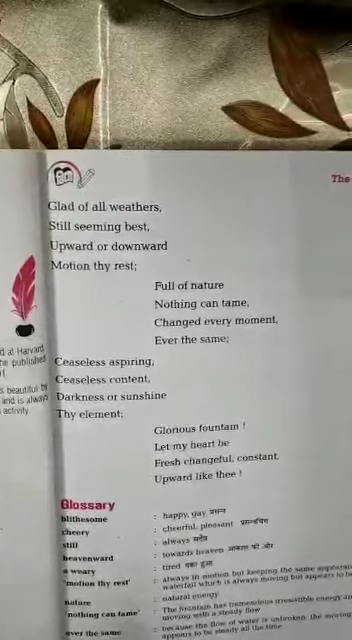 The
Glad of all weathers,
Still seeming best,
Upward or downward
Motion thy rest;
Full of nature
Nothing can tame,
Changed every moment,
Ever the same;
Ceaseless aspiring,
Ceaseless content,
Darkness or sunshine
Thy element;
Glorious fountain !
Let my heart be
Fresh changeful, constant,
Upward like thee !
d at Harvard
he published
s beautiful by
and is always
activity
Glossary
blithesome : happy, gay प्रसन्न
cheery : cheerful, pleasant प्रसन्नचित्त
still : always सदैव
heavenward : towards heaven आकाश की ओर
a weary : tired थका हुआ
'motion thy rest' : always in motion but keeping the same
waterfall which is always moving but appears to be
nature : natural energy
'nothing can tame' : The fountain has tremendous irresistible energy
moving with a steady flow
ever the same : because the flow of water is unbroken, the moving
appears to be steady all the time